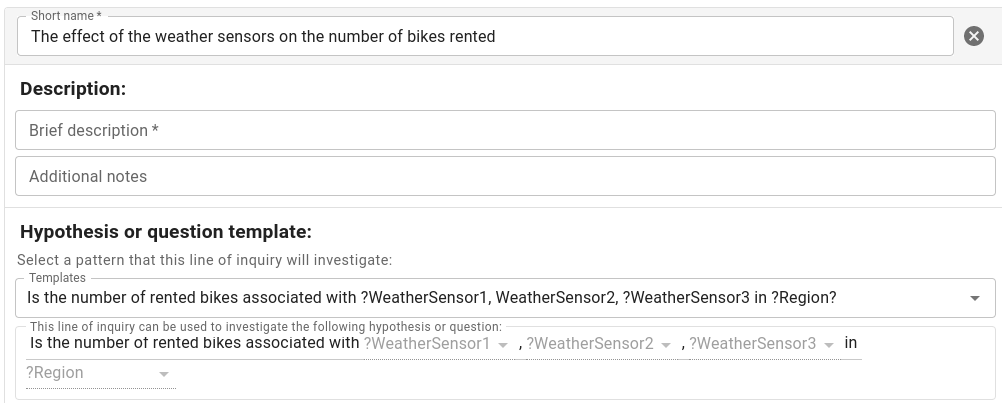 Short name *
The effect of the weather sensors on the number of bikes rented
Description:
Brief description *
Additional notes
Hypothesis or question template:
Select a pattern that this line of inquiry will investigate:
Templates
Is the number of rented bikes associated with ?WeatherSensor1, WeatherSensor2, ?WeatherSensor3 in ?Region?
This line of inquiry can be used to investigate the following hypothesis or question:
Is the number of rented bikes associated with ?WeatherSensor1 , ?WeatherSensor2 , ?WeatherSensor3 in
?Region